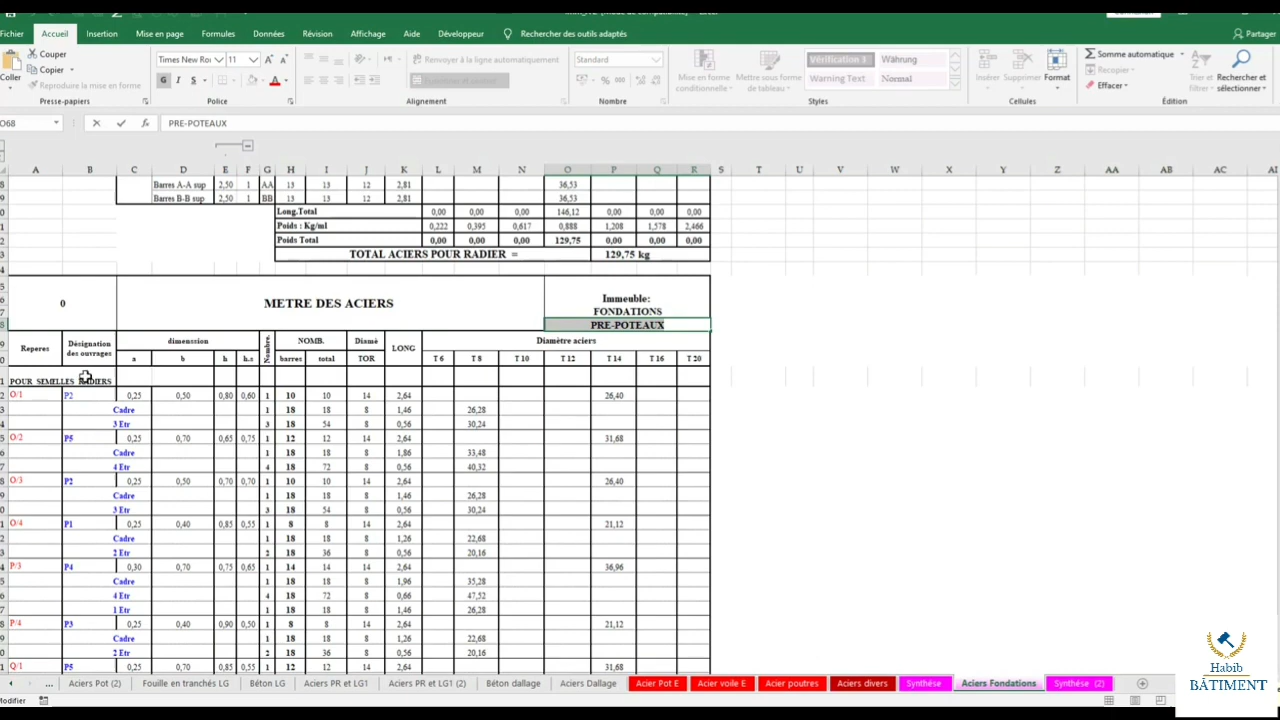 Fichier Accueil Insertion Mise en page Formules Données Révision Affichage Aide Développeur Recherchez des outils adaptés Partager
Coller
Couper
Copier
Reproduire la mise en forme
Presse-papiers
Times New Ro 11
G I S
Police
Renvoyer à la ligne automatiquement
Alignement
Standard
Nombre
Mise en forme conditionnelle
Mettre sous forme de tableau
Vérification Währung
Warning Text Normal
Styles
Insérer Supprimer Format
Cellules
Somme automatique
Recopier
Effacer
Trier et filtrer
Rechercher et sélectionner
Édition
O68 fx PRE-POTEAUX
A B C D E F G H I J K L M N O P Q R S T U V W X Y Z AA AB AC AD AE
Barres A-A sup 2,50 1 AA 13 13 12 2,81 36,53
Barres B-B sup 2,50 1 BB 13 13 12 2,81 36,53
Long.Total 0,00 0,00 0,00 146,12 0,00 0,00 0,00
Poids : Kg/ml 0,222 0,395 0,617 0,888 1,208 1,578 2,466
Poids Total 0,00 0,00 0,00 129,75 0,00 0,00 0,00
TOTAL ACIERS POUR RADIER = 129,75 kg
0 METRE DES ACIERS
Immeuble:
FONDATIONS
PRE-POTEAUX
Reperes Désignation des ouvrages dimenssion Nombre. NOMB. Diamé LONG Diamètre aciers
a b h h.s barres total TOR T 6 T 8 T 10 T 12 T 14 T 16 T 20
POUR SEMELLES RADIERS
O/1 P2 0,25 0,50 0,80 0,60 1 10 10 14 2,64 26,40
Cadre 1 18 18 8 1,46 26,28
3 Etr 3 18 54 8 0,56 30,24
O/2 P5 0,25 0,70 0,65 0,75 1 12 12 14 2,64 31,68
Cadre 1 18 18 8 1,86 33,48
4 Etr 4 18 72 8 0,56 40,32
O/3 P2 0,25 0,50 0,70 0,70 1 10 10 14 2,64 26,40
Cadre 1 18 18 8 1,46 26,28
3 Etr 3 18 54 8 0,56 30,24
O/4 P1 0,25 0,40 0,85 0,55 1 8 8 14 2,64 21,12
Cadre 1 18 18 8 1,26 22,68
2 Etr 2 18 36 8 0,56 20,16
P/3 P4 0,30 0,70 0,75 0,65 1 14 14 14 2,64 36,96
Cadre 1 18 18 8 1,96 35,28
4 Etr 4 18 72 8 0,66 47,52
1 Etr 1 18 18 8 1,46 26,28
P/4 P3 0,25 0,40 0,90 0,50 1 8 8 14 2,64 21,12
Cadre 1 18 18 8 1,26 22,68
2 Etr 2 18 36 8 0,56 20,16
Q/1 P5 0,25 0,70 0,85 0,55 1 12 12 14 2,64 31,68
... Aciers Pot (2) Fouille en tranchés LG Béton LG Aciers PR et LG1 Aciers PR et LG1 (2) Béton dallage Aciers Dallage Acier Pot E Acier voile E Acier poutres Aciers divers Synthése Aciers Fondations Synthése (2)
Modifier
Habib
BÂTIMENT